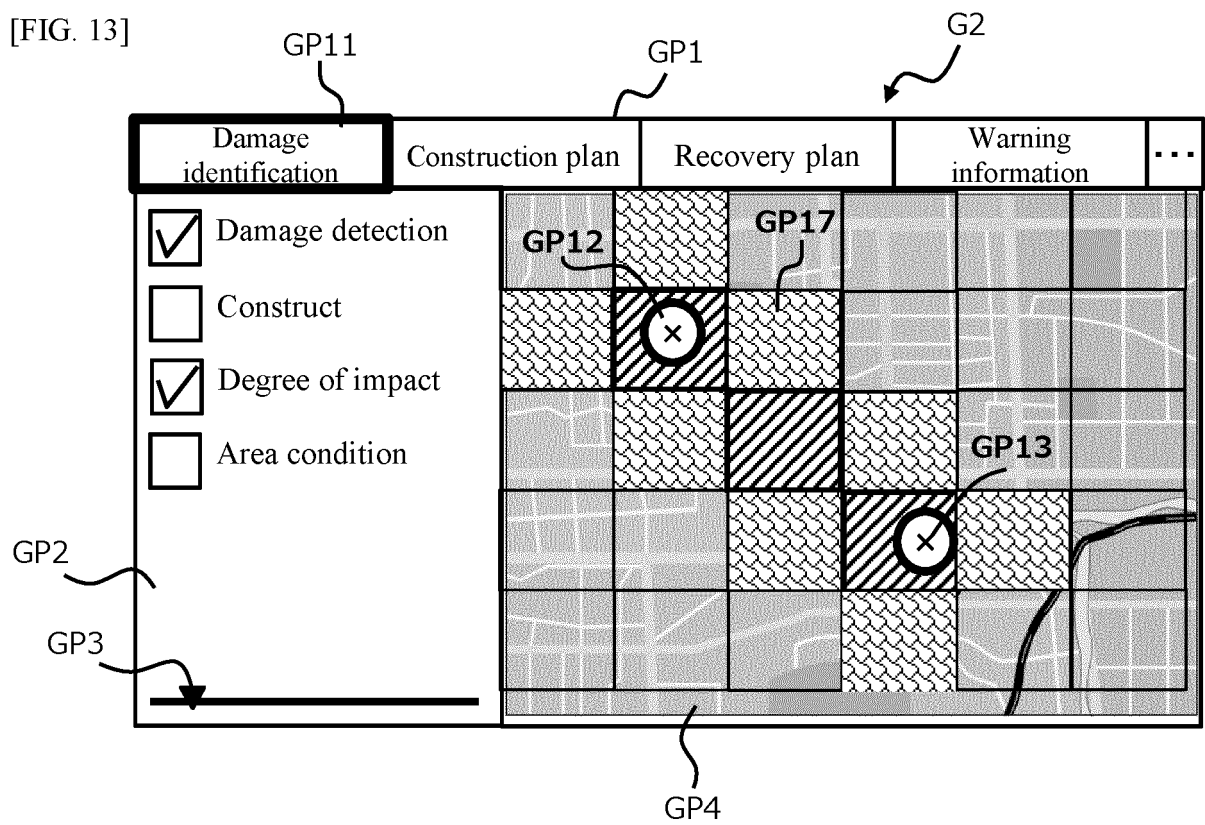 [FIG. 13]
GP11
GP1
G2
Damage
identification
Construction plan
Recovery plan
Warning
information
...
Damage detection
Construct
Degree of impact
Area condition
GP12
GP17
GP13
GP2
GP3
GP4